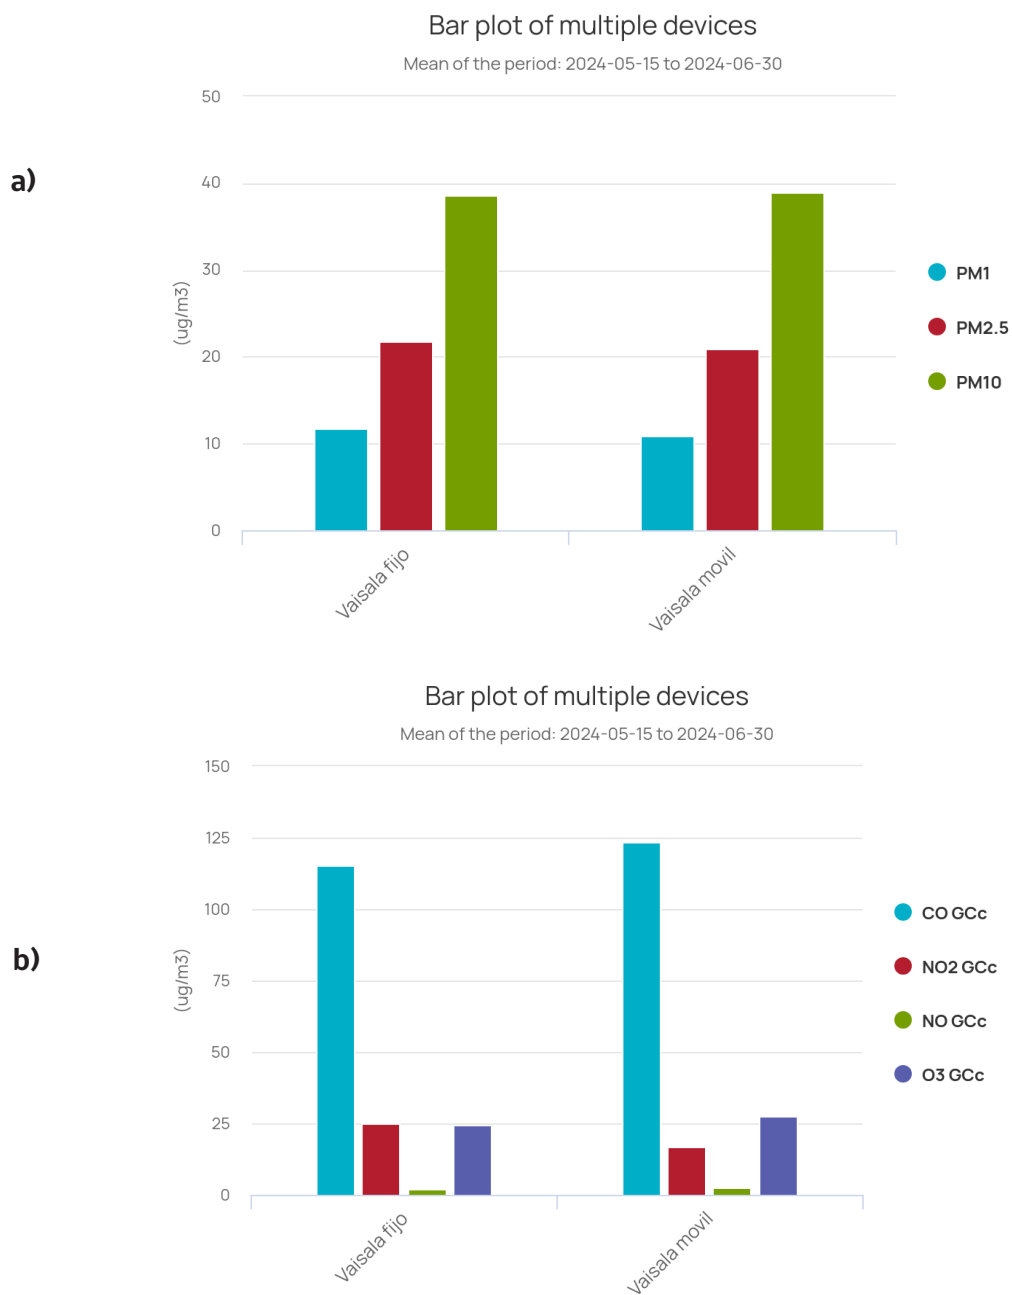 Bar plot of multiple devices
Mean of the period: 2024-05-15 to 2024-06-30
a)
50
40
30
20
10
0
(ug/m3)
Vaisala fijo
Vaisala movil
PM1
PM2.5
PM10
Bar plot of multiple devices
Mean of the period: 2024-05-15 to 2024-06-30
b)
150
125
100
75
50
25
0
(ug/m3)
Vaisala fijo
Vaisala movil
CO GCc
NO2 GCc
NO GCc
O3 GCc